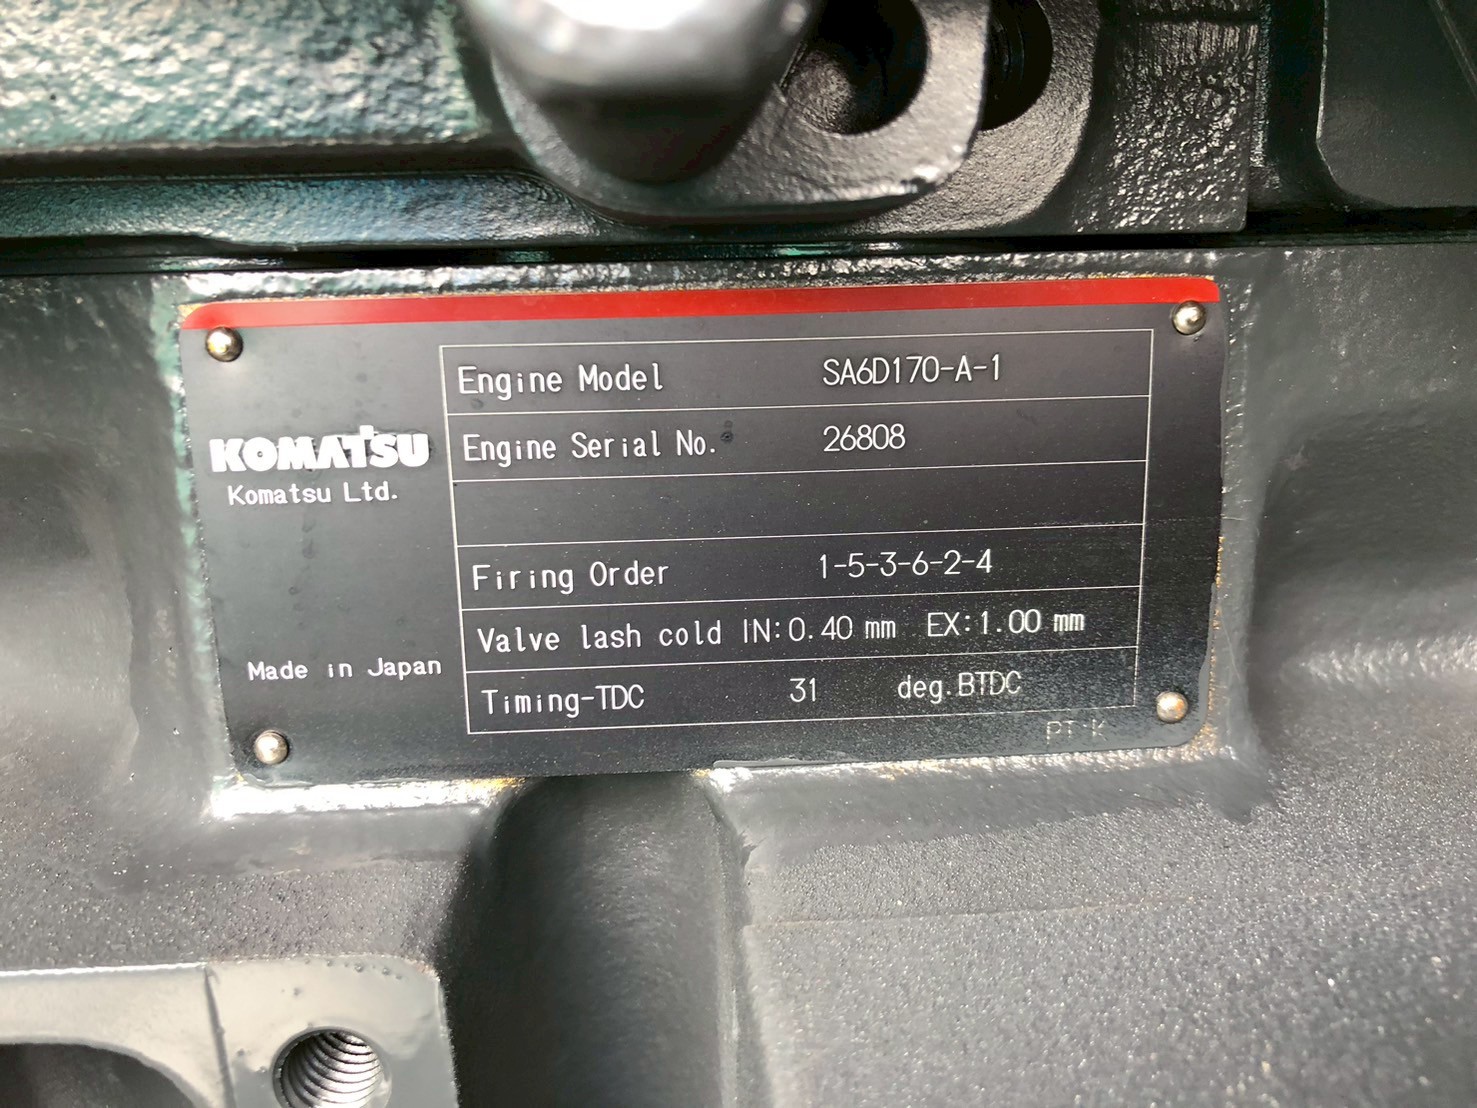 KOMATSU
Komatsu Ltd.
Made in Japan
Engine Model SA6D170-A-1
Engine Serial No. 26808
Firing Order 1-5-3-6-2-4
Valve lash cold IN:0.40 mm EX:1.00 mm
Timing-TDC 31 deg.BTDC
PT-K